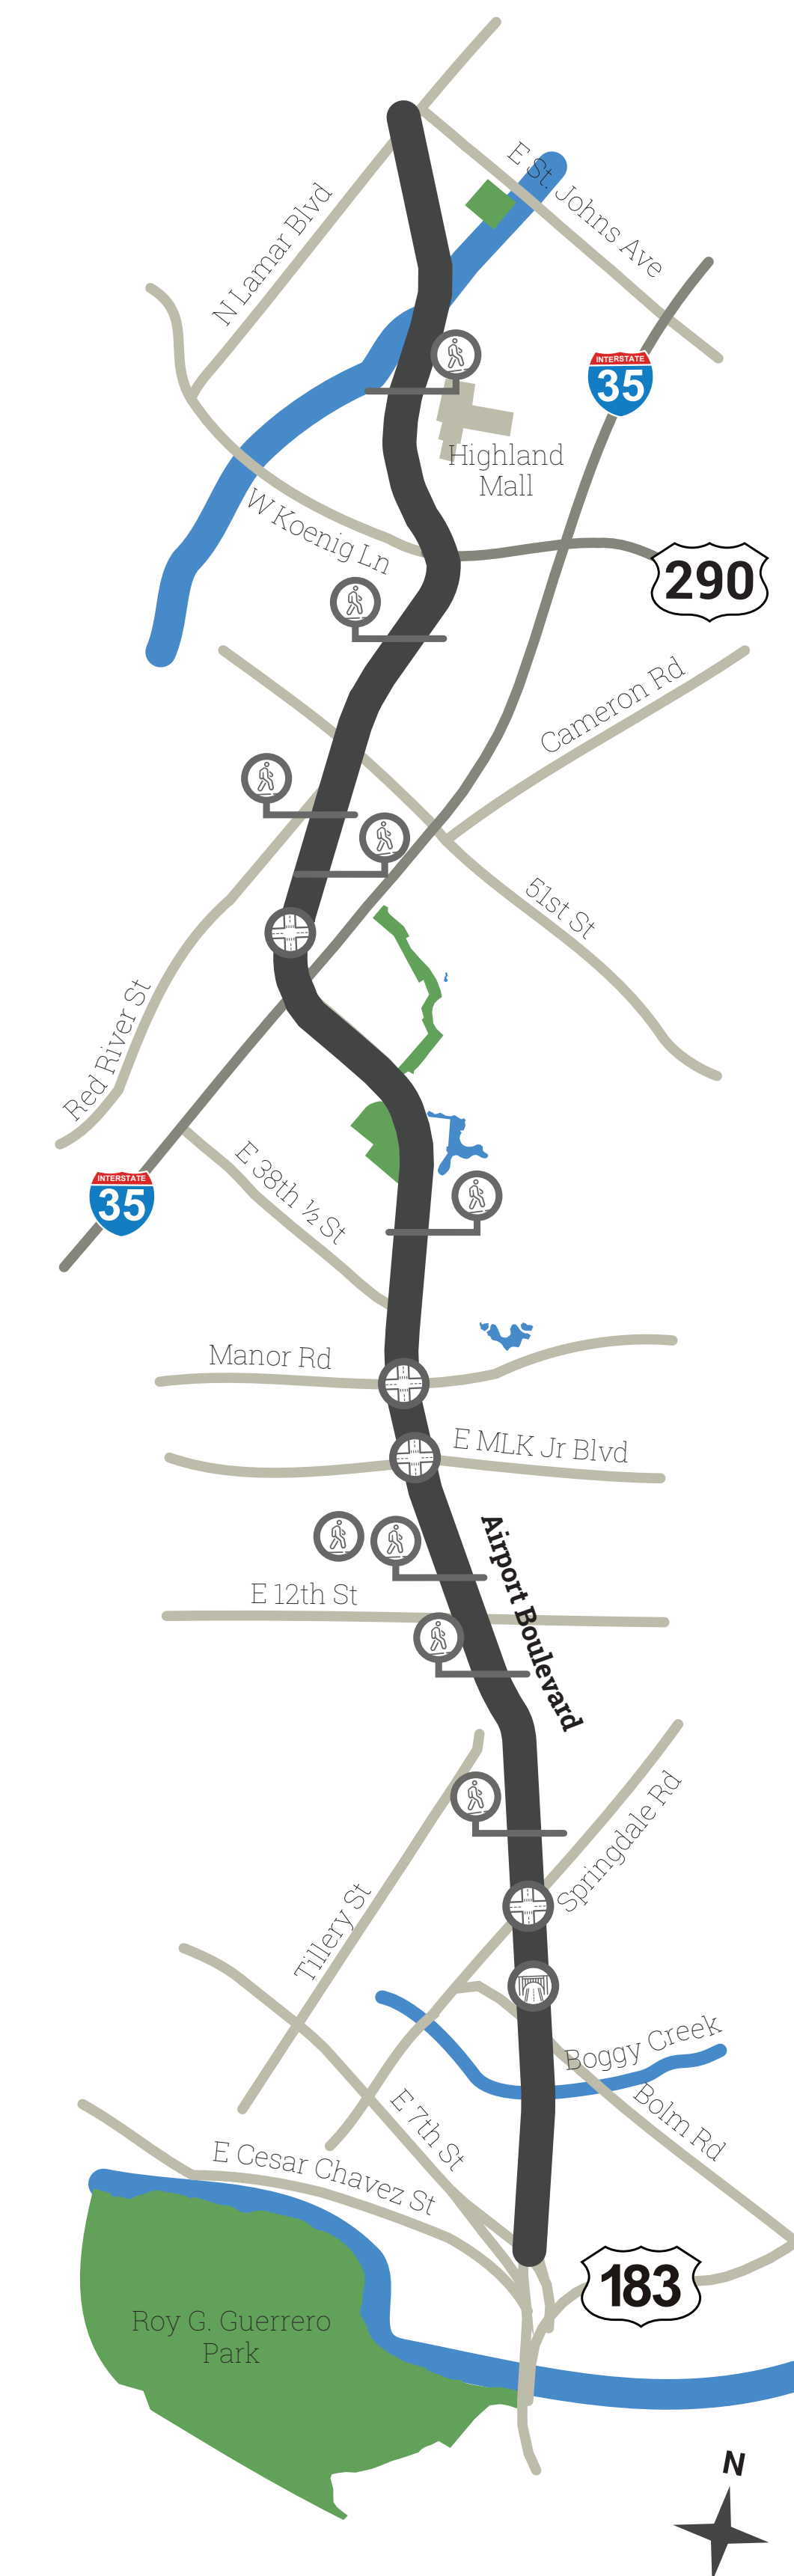 E St. Johns Ave
N Lamar Blvd
INTERSTATE
35
Highland
Mall
W Koenig Ln
290
Cameron Rd
51st St
Red River St
E 38th ½ St
INTERSTATE
35
Manor Rd
E MLK Jr Blvd
Airport Boulevard
E 12th St
Springdale Rd
Tillery St
Boggy Creek
Bolm Rd
E 7th St
E Cesar Chavez St
183
Roy G. Guerrero
Park
N